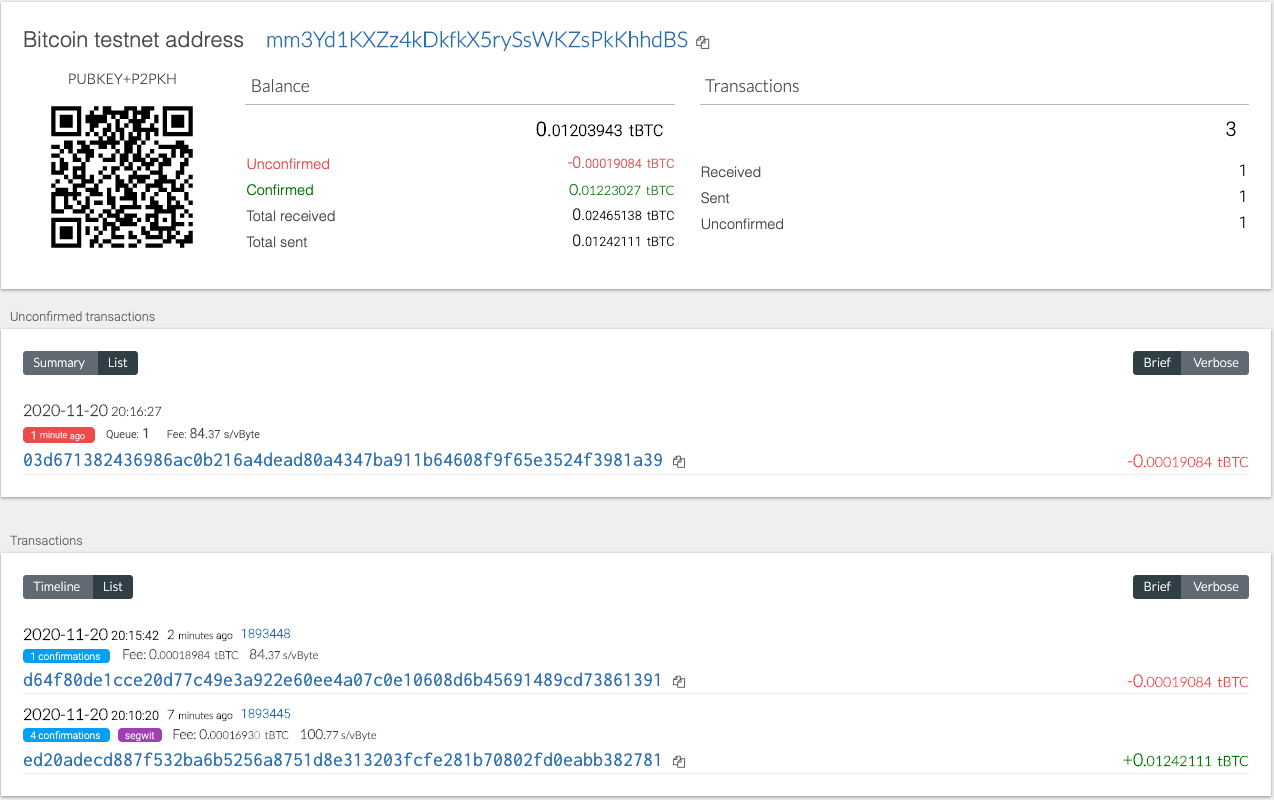 Bitcoin testnet address mm3Yd1KXZz4kDkfkX5rySsWKZsPkKhhdBS
PUBKEY+P2PKH
Balance
0.01203943 tBTC
Unconfirmed -0.00019084 tBTC
Confirmed 0.01223027 tBTC
Total received 0.02465138 tBTC
Total sent 0.01242111 tBTC
Transactions
3
Received 1
Sent 1
Unconfirmed 1
Unconfirmed transactions
Summary List Brief Verbose
2020-11-20 20:16:27
1 minute ago Queue: 1 Fee: 84.37 s/vByte
03d671382436986ac0b216a4dead80a4347ba911b64608f9f65e3524f3981a39 -0.00019084 tBTC
Transactions
Timeline List Brief Verbose
2020-11-20 20:15:42 2 minutes ago 1893448
1 confirmations Fee: 0.00018984 tBTC 84.37 s/vByte
d64f80de1cce20d77c49e3a922e60ee4a07c0e10608d6b45691489cd73861391 -0.00019084 tBTC
2020-11-20 20:10:20 7 minutes ago 1893445
4 confirmations segwit Fee: 0.00016930 tBTC 100.77 s/vByte
ed20adecd887f532ba6b5256a8751d8e313203fcfe281b70802fd0eabb382781 +0.01242111 tBTC